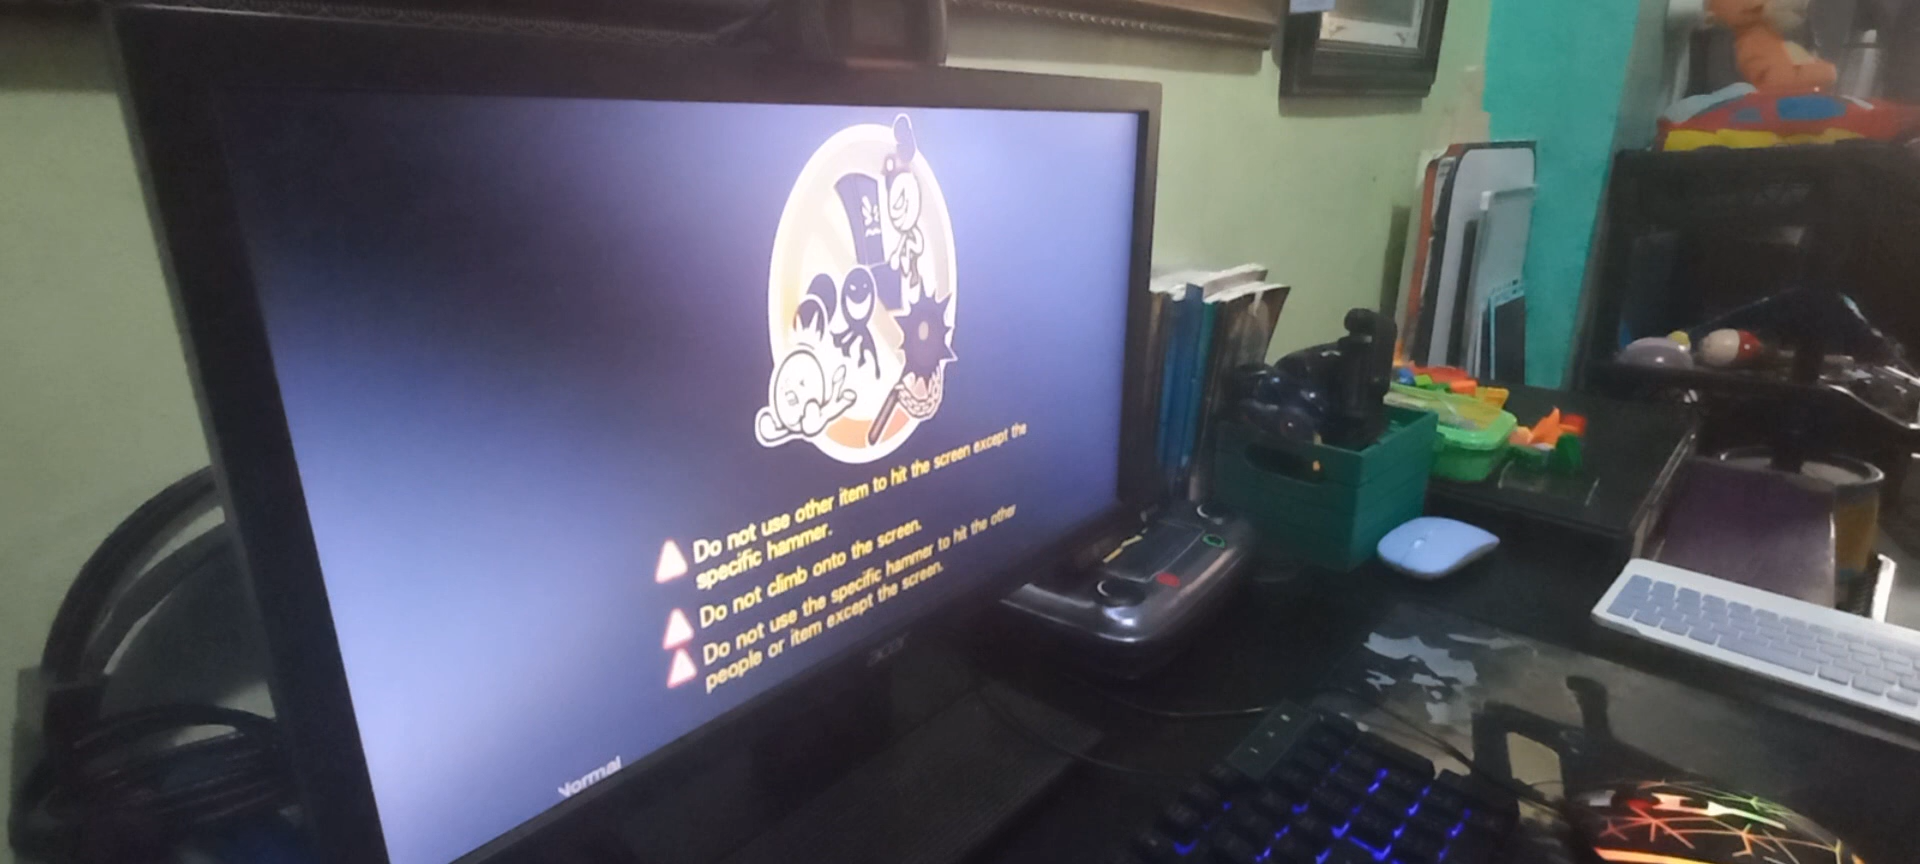 Do not use other item to hit the screen except the
specific hammer.
Do not climb onto the screen.
Do not use the specific hammer to hit the other
people or item except the screen.
Normal
acer